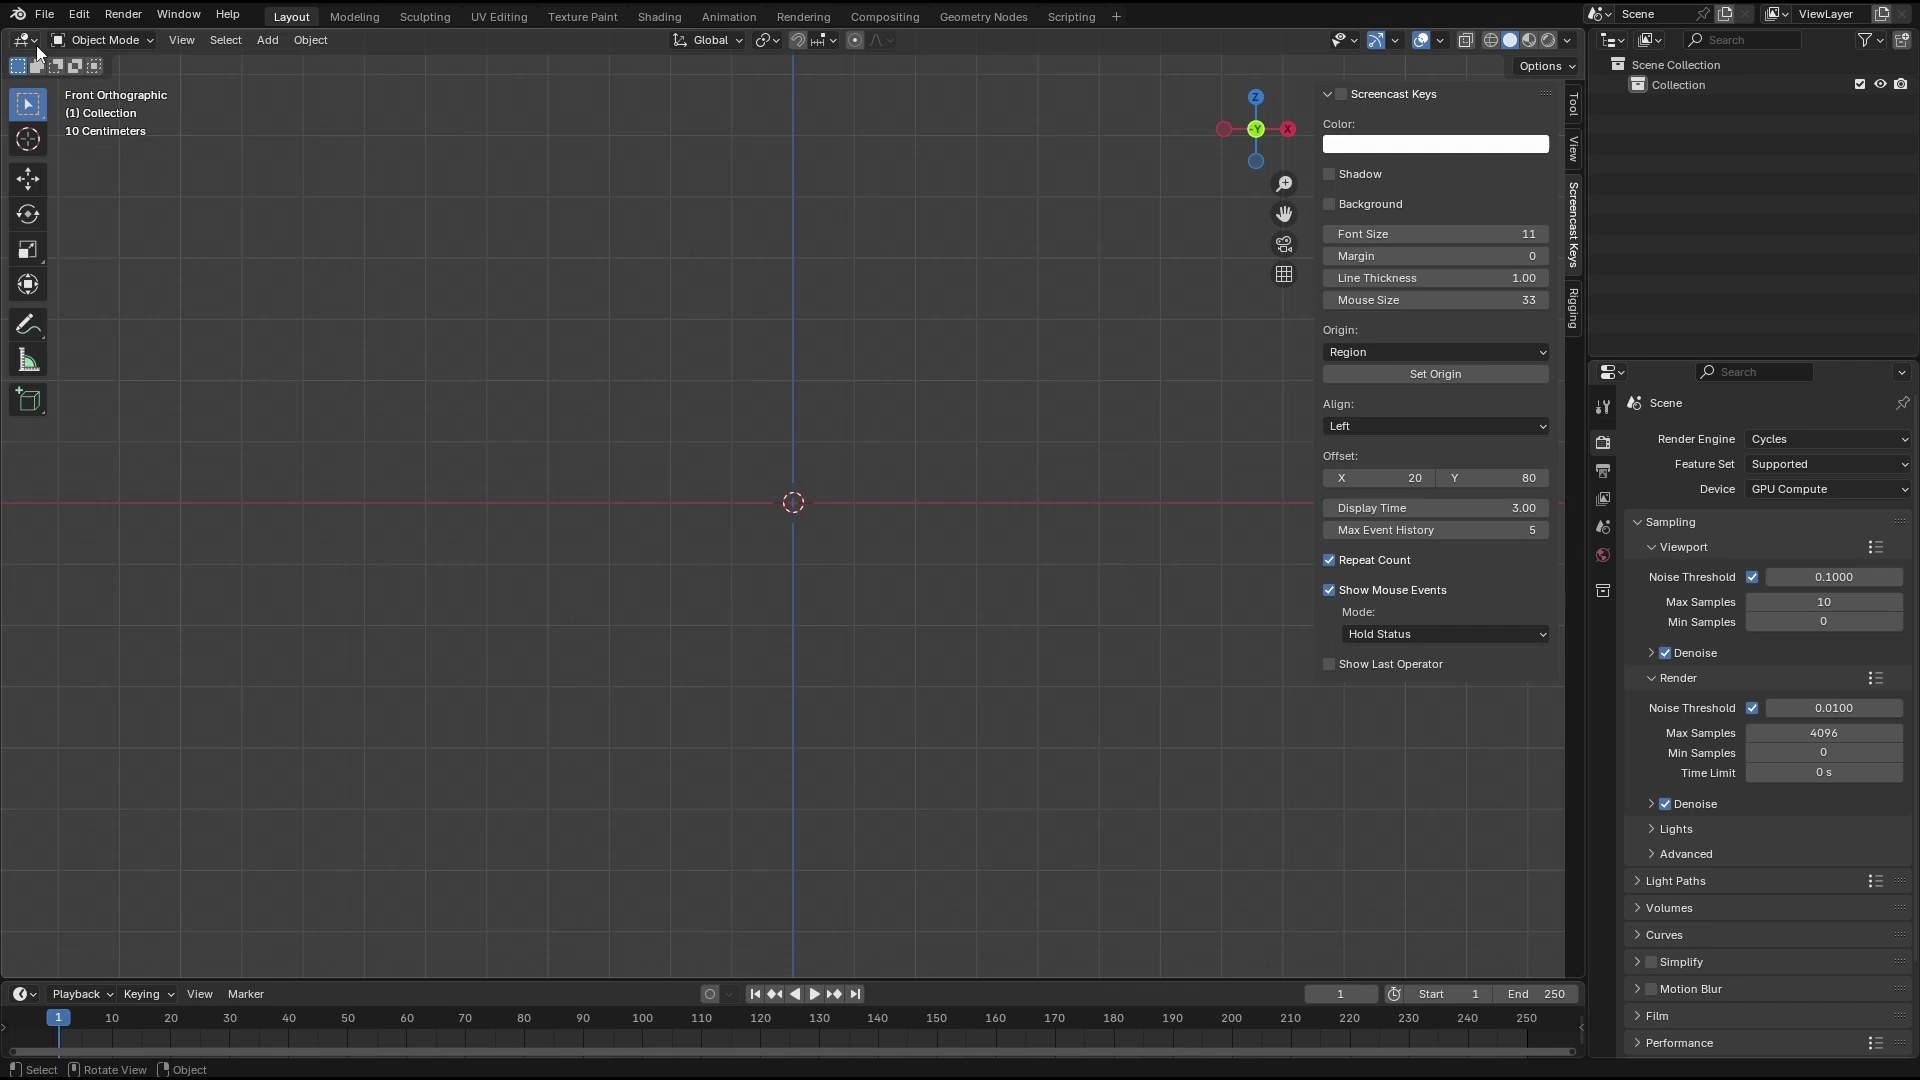 File Edit Render Window Help Layout Modeling Sculpting UV Editing Texture Paint Shading Animation Rendering Compositing Geometry Nodes Scripting + Scene ViewLayer
Object Mode View Select Add Object Global Search
Options
Front Orthographic
(1) Collection
10 Centimeters
Z
-Y
X
Screencast Keys
Color:
Shadow
Background
Font Size 11
Margin 0
Line Thickness 1.00
Mouse Size 33
Origin:
Region
Set Origin
Align:
Left
Offset:
X 20 Y 80
Display Time 3.00
Max Event History 5
Repeat Count
Show Mouse Events
Mode:
Hold Status
Show Last Operator
Tool
View
Screencast Keys
Rigging
Scene Collection
Collection
Search
Scene
Render Engine Cycles
Feature Set Supported
Device GPU Compute
Sampling
Viewport
Noise Threshold 0.1000
Max Samples 10
Min Samples 0
Denoise
Render
Noise Threshold 0.0100
Max Samples 4096
Min Samples 0
Time Limit 0 s
Denoise
Lights
Advanced
Light Paths
Volumes
Curves
Simplify
Motion Blur
Film
Performance
Playback Keying View Marker 1 Start 1 End 250
1 10 20 30 40 50 60 70 80 90 100 110 120 130 140 150 160 170 180 190 200 210 220 230 240 250
Select Rotate View Object